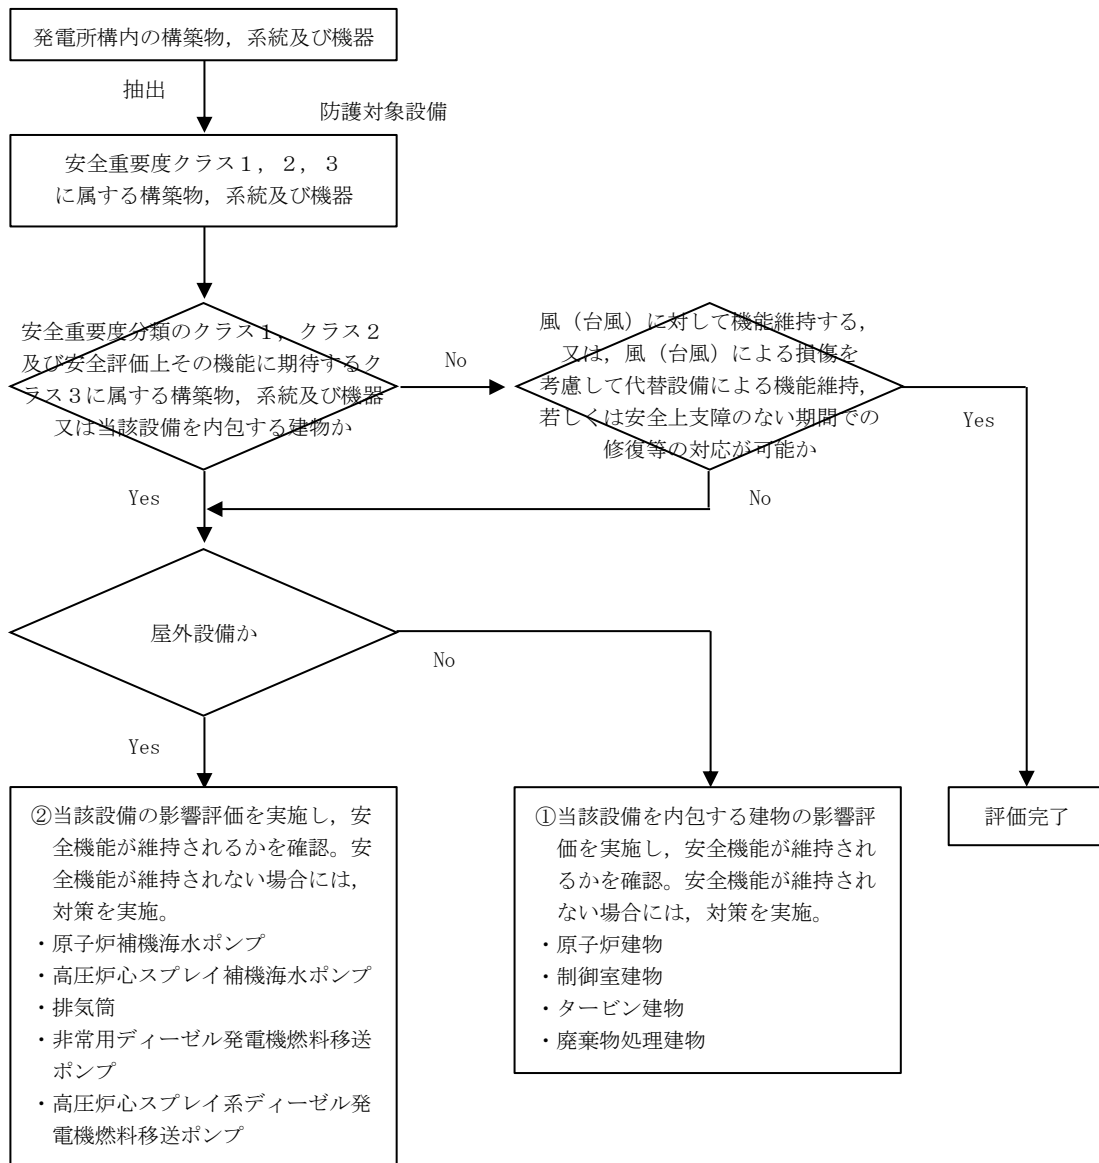 発電所構内の構築物，系統及び機器
抽出
防護対象設備
安全重要度クラス１，２，３
に属する構築物，系統及び機器
安全重要度分類のクラス１，クラス２
及び安全評価上その機能に期待するク
ラス３に属する構築物，系統及び機器
又は当該設備を内包する建物か
No
風（台風）に対して機能維持する，
又は，風（台風）による損傷を
考慮して代替設備による機能維持，
若しくは安全上支障のない期間での
修復等の対応が可能か
Yes
Yes
No
屋外設備か
No
Yes
②当該設備の影響評価を実施し，安
全機能が維持されるかを確認。安
全機能が維持されない場合には，
対策を実施。
・原子炉補機海水ポンプ
・高圧炉心スプレイ補機海水ポンプ
・排気筒
・非常用ディーゼル発電機燃料移送
ポンプ
・高圧炉心スプレイ系ディーゼル発
電機燃料移送ポンプ
①当該設備を内包する建物の影響評
価を実施し，安全機能が維持され
るかを確認。安全機能が維持され
ない場合には，対策を実施。
・原子炉建物
・制御室建物
・タービン建物
・廃棄物処理建物
評価完了